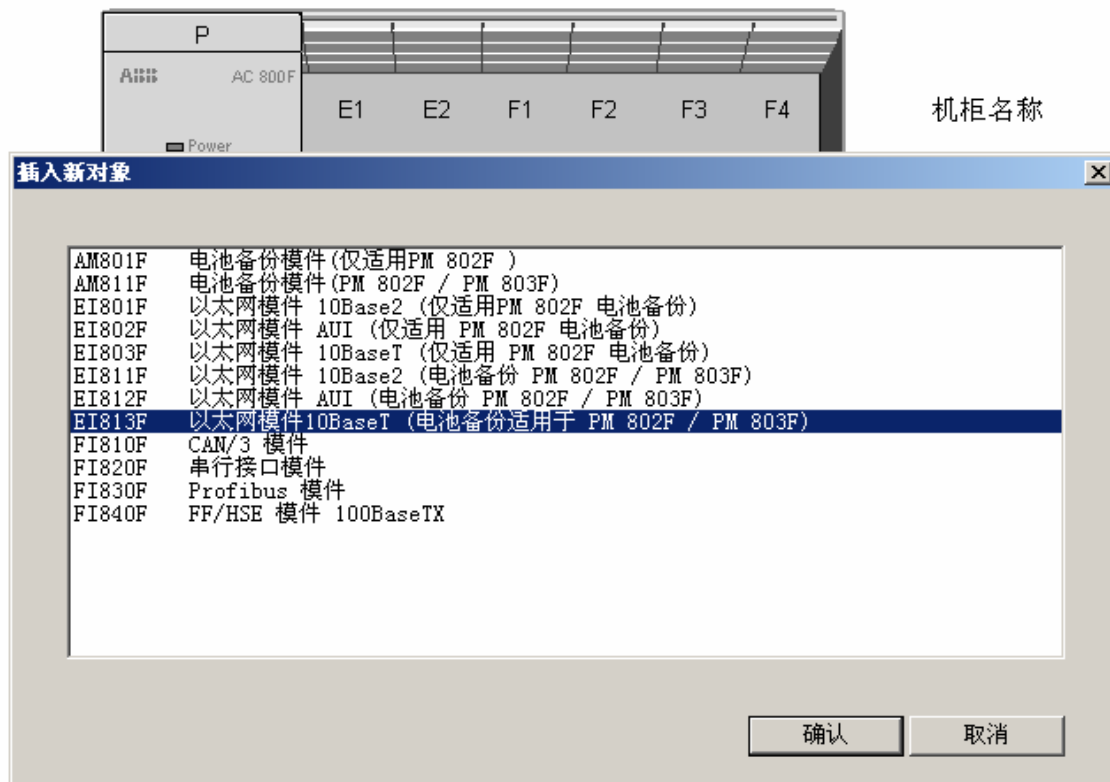 P
ABB AC 800F
E1 E2 F1 F2 F3 F4
机柜名称
Power
插入新对象
AM801F 电池备份模件(仅适用PM 802F )
AM811F 电池备份模件(PM 802F / PM 803F)
EI801F 以太网模件 10Base2 (仅适用PM 802F 电池备份)
EI802F 以太网模件 AUI (仅适用 PM 802F 电池备份)
EI803F 以太网模件 10BaseT (仅适用 PM 802F 电池备份)
EI811F 以太网模件 10Base2 (电池备份 PM 802F / PM 803F)
EI812F 以太网模件 AUI (电池备份 PM 802F / PM 803F)
EI813F 以太网模件10BaseT (电池备份适用于 PM 802F / PM 803F)
FI810F CAN/3 模件
FI820F 串行接口模件
FI830F Profibus 模件
FI840F FF/HSE 模件 100BaseTX
确认 取消